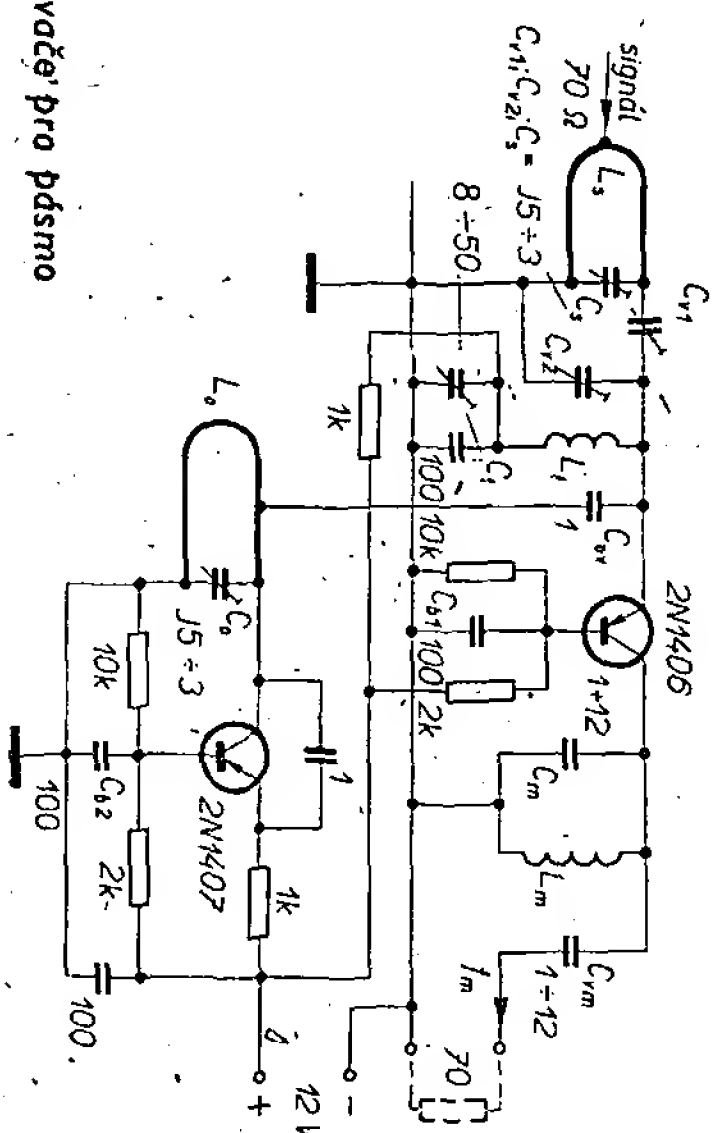 signál
70 Ω
Ls
Cv1, Cv2, Cs = J5÷3
Cv1
Cs
Cv2
8÷50
C1
100
L1
1k
Cov
1
10k
Cb1
100
2k
2N1406
1÷12
Cm
Lm
Cvm
1÷12
fm
70
12
-
+
Lo
Co
J5÷3
10k
Cb2
100
2N1407
1
1k
2k
100
vače pro pásmo